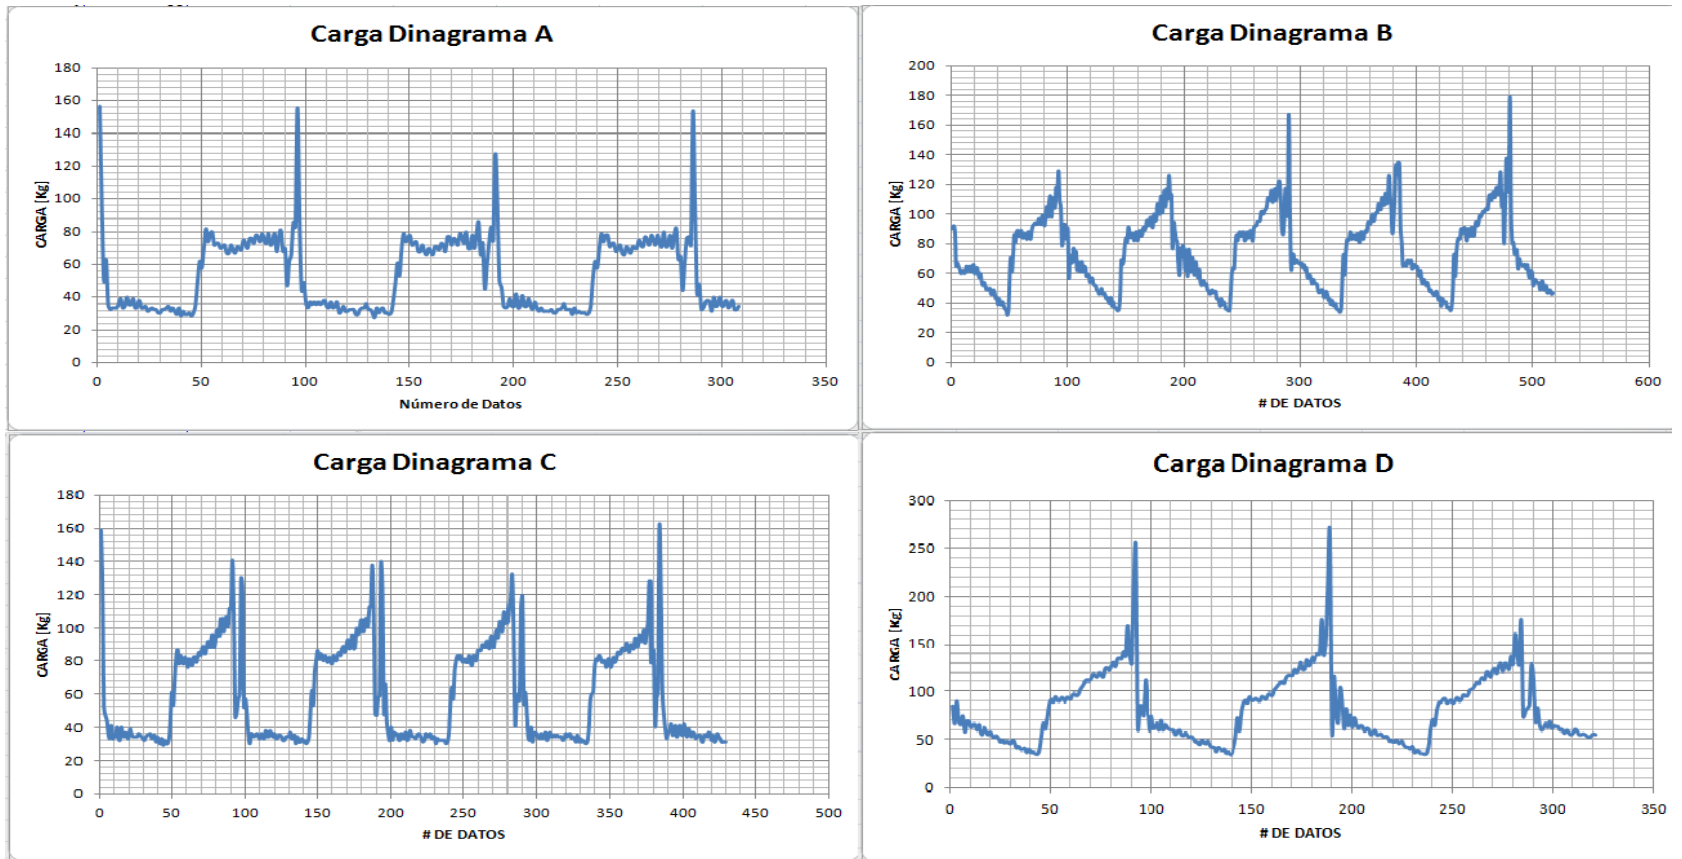 Carga Dinagrama A
180
160
140
120
100
80
60
40
20
0
CARGA [Kg]
0 50 100 150 200 250 300 350
Número de Datos
Carga Dinagrama B
200
180
160
140
120
100
80
60
40
20
0
CARGA [Kg]
0 100 200 300 400 500 600
# DE DATOS
Carga Dinagrama C
180
160
140
120
100
80
60
40
20
0
CARGA [Kg]
0 50 100 150 200 250 300 350 400 450 500
# DE DATOS
Carga Dinagrama D
300
250
200
150
100
50
0
CARGA [Kg]
0 50 100 150 200 250 300 350
# DE DATOS